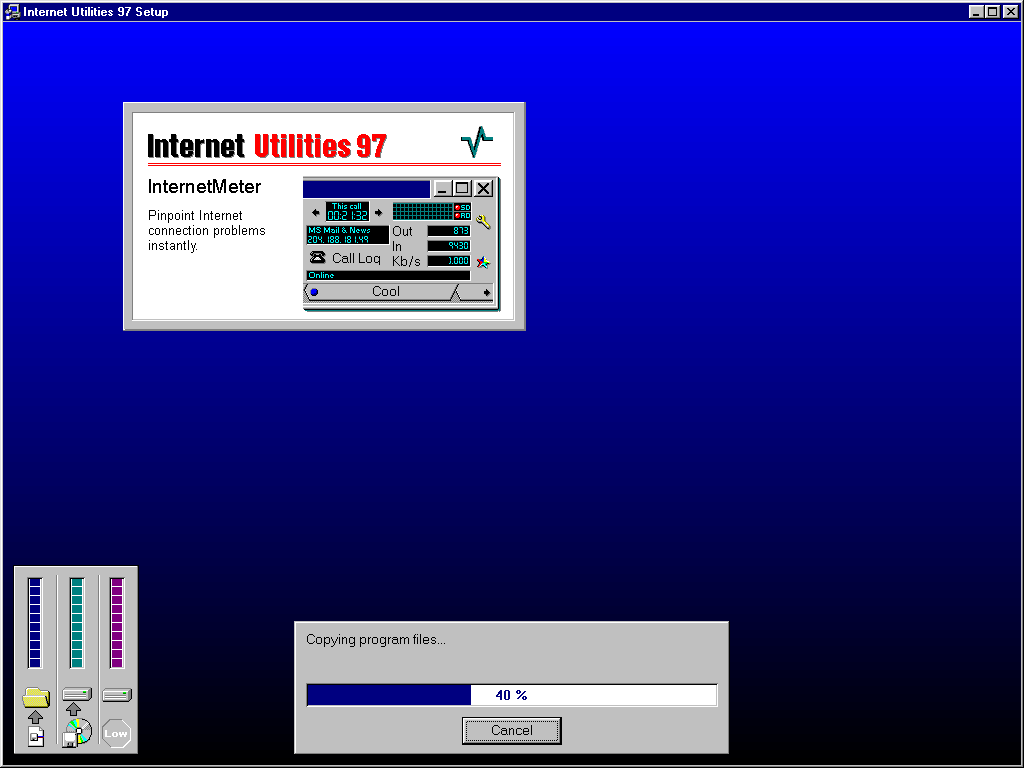 Internet Utilities 97 Setup
Internet Utilities 97
InternetMeter
Pinpoint Internet
connection problems
instantly.
This call
00:21:32
SD
RD
MS Mail & News
204.188.181.49
Out 873
In 9430
Call Log
Kb/s 1.000
Online
Cool
Copying program files...
40 %
Cancel
Low